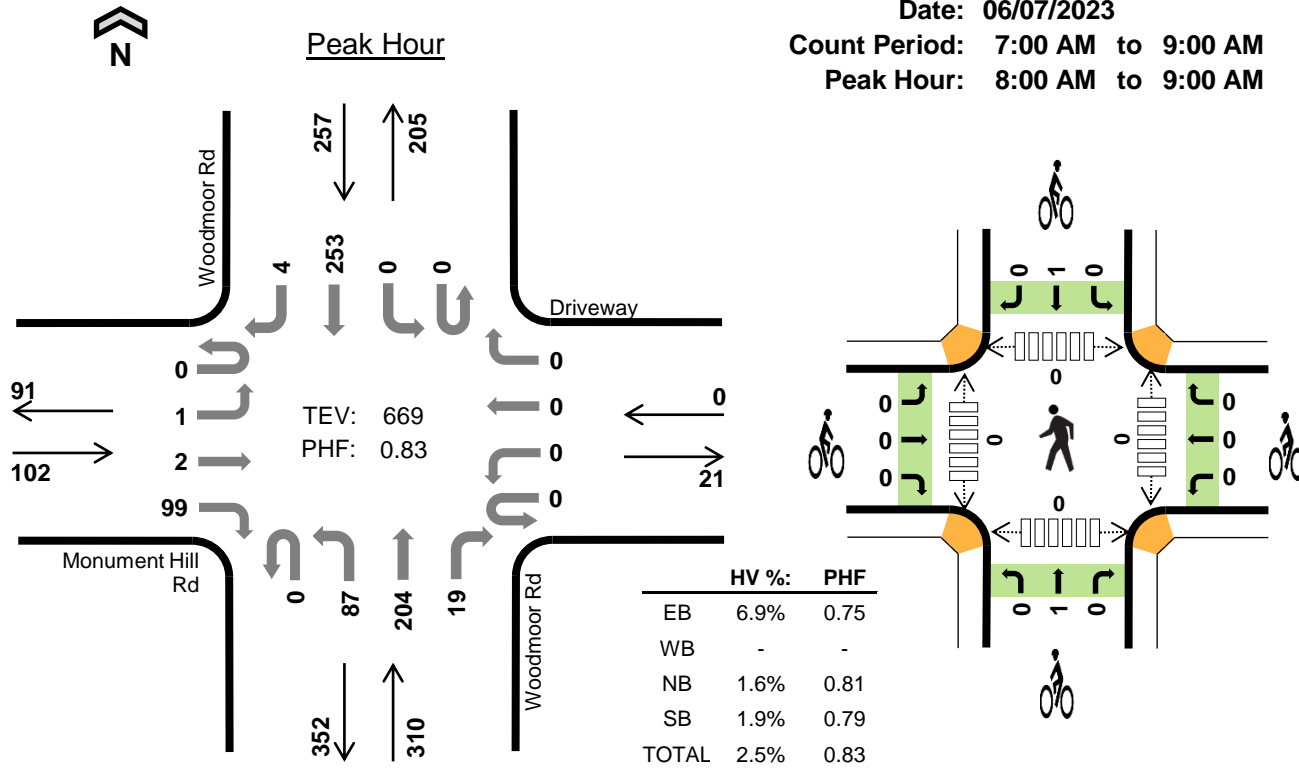 Date: 06/07/2023
Count Period: 7:00 AM to 9:00 AM
Peak Hour: 8:00 AM to 9:00 AM
N
Peak Hour
257
205
Woodmoor Rd
4
253
0
0
Driveway
0
1
2
99
91
102
TEV: 669
PHF: 0.83
0
0
0
0
0
21
Monument Hill
Rd
0
87
204
19
Woodmoor Rd
352
310
HV %: PHF
EB 6.9% 0.75
WB - -
NB 1.6% 0.81
SB 1.9% 0.79
TOTAL 2.5% 0.83
0 1 0
0
0
0
0
0
0
0
0
0
0
0 1 0